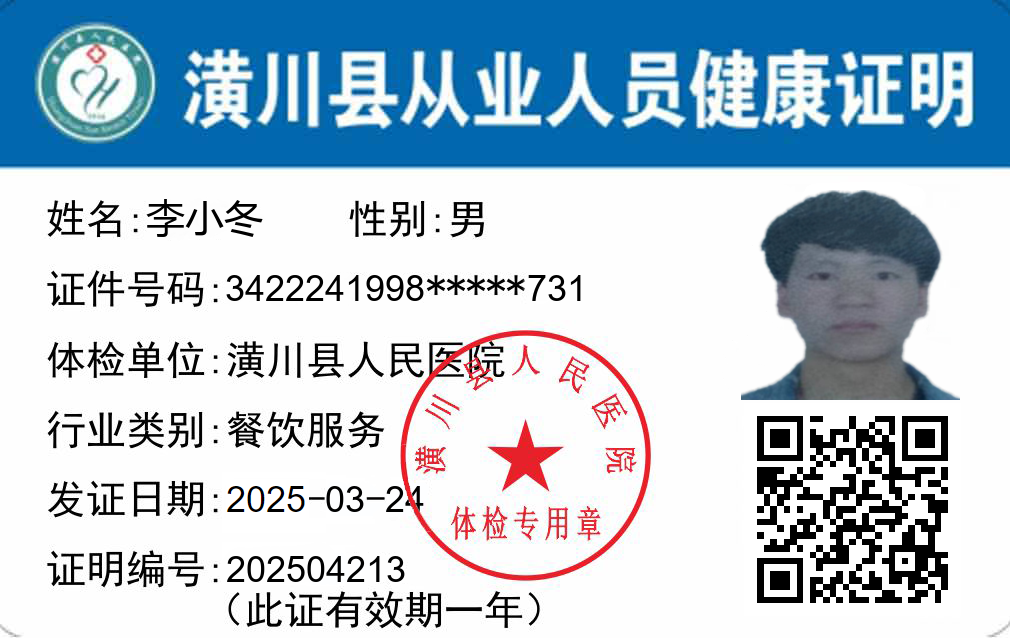 潢川县从业人员健康证明
姓名:李小冬 性别:男
证件号码:3422241998*****731
体检单位:潢川县人民医院
行业类别:餐饮服务
发证日期:2025-03-24
证明编号:202504213
（此证有效期一年）
潢川县人民医院
体检专用章